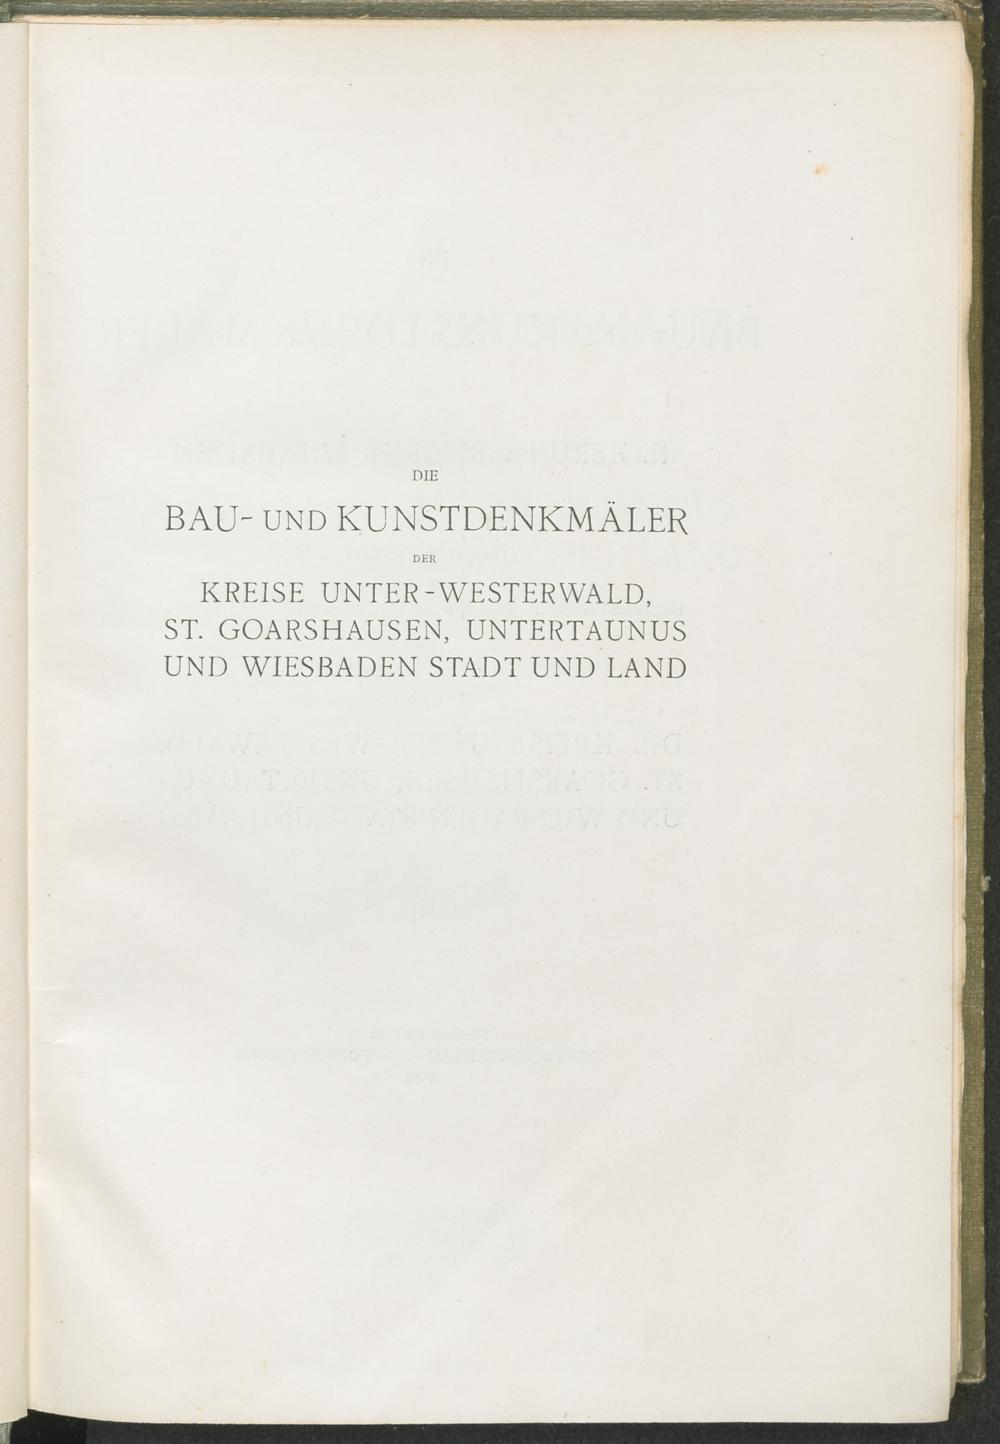 DIE
BAU- UND KUNSTDENKMÄLER
DER
KREISE UNTER-WESTERWALD,
ST. GOARSHAUSEN, UNTERTAUNUS
UND WIESBADEN STADT UND LAND